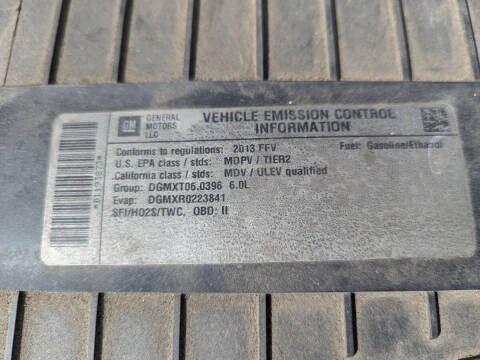 GM GENERAL MOTORS LLC
VEHICLE EMISSION CONTROL INFORMATION
Conforms to regulations: 2013 FFV Fuel: Gasoline/Ethanol
U.S. EPA class / stds: MDPV / TIER2
California class / stds: MDV / ULEV qualified
Group: DGMXT06.0396 6.0L
Evap: DGMXR0223841
SFI/HO2S/TWC. OBD: II